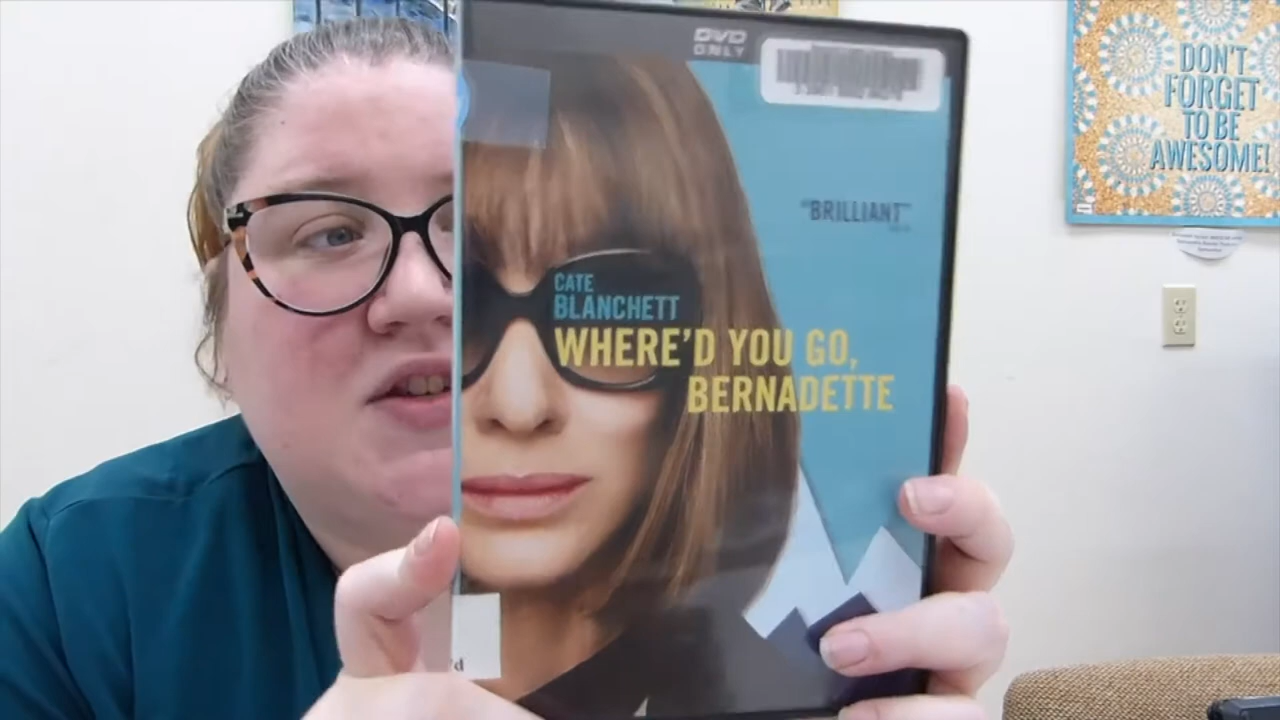 DVD
ONLY
"BRILLIANT"
CATE
BLANCHETT
WHERE'D YOU GO,
BERNADETTE
'd
DON'T
FORGET
TO BE
AWESOME!